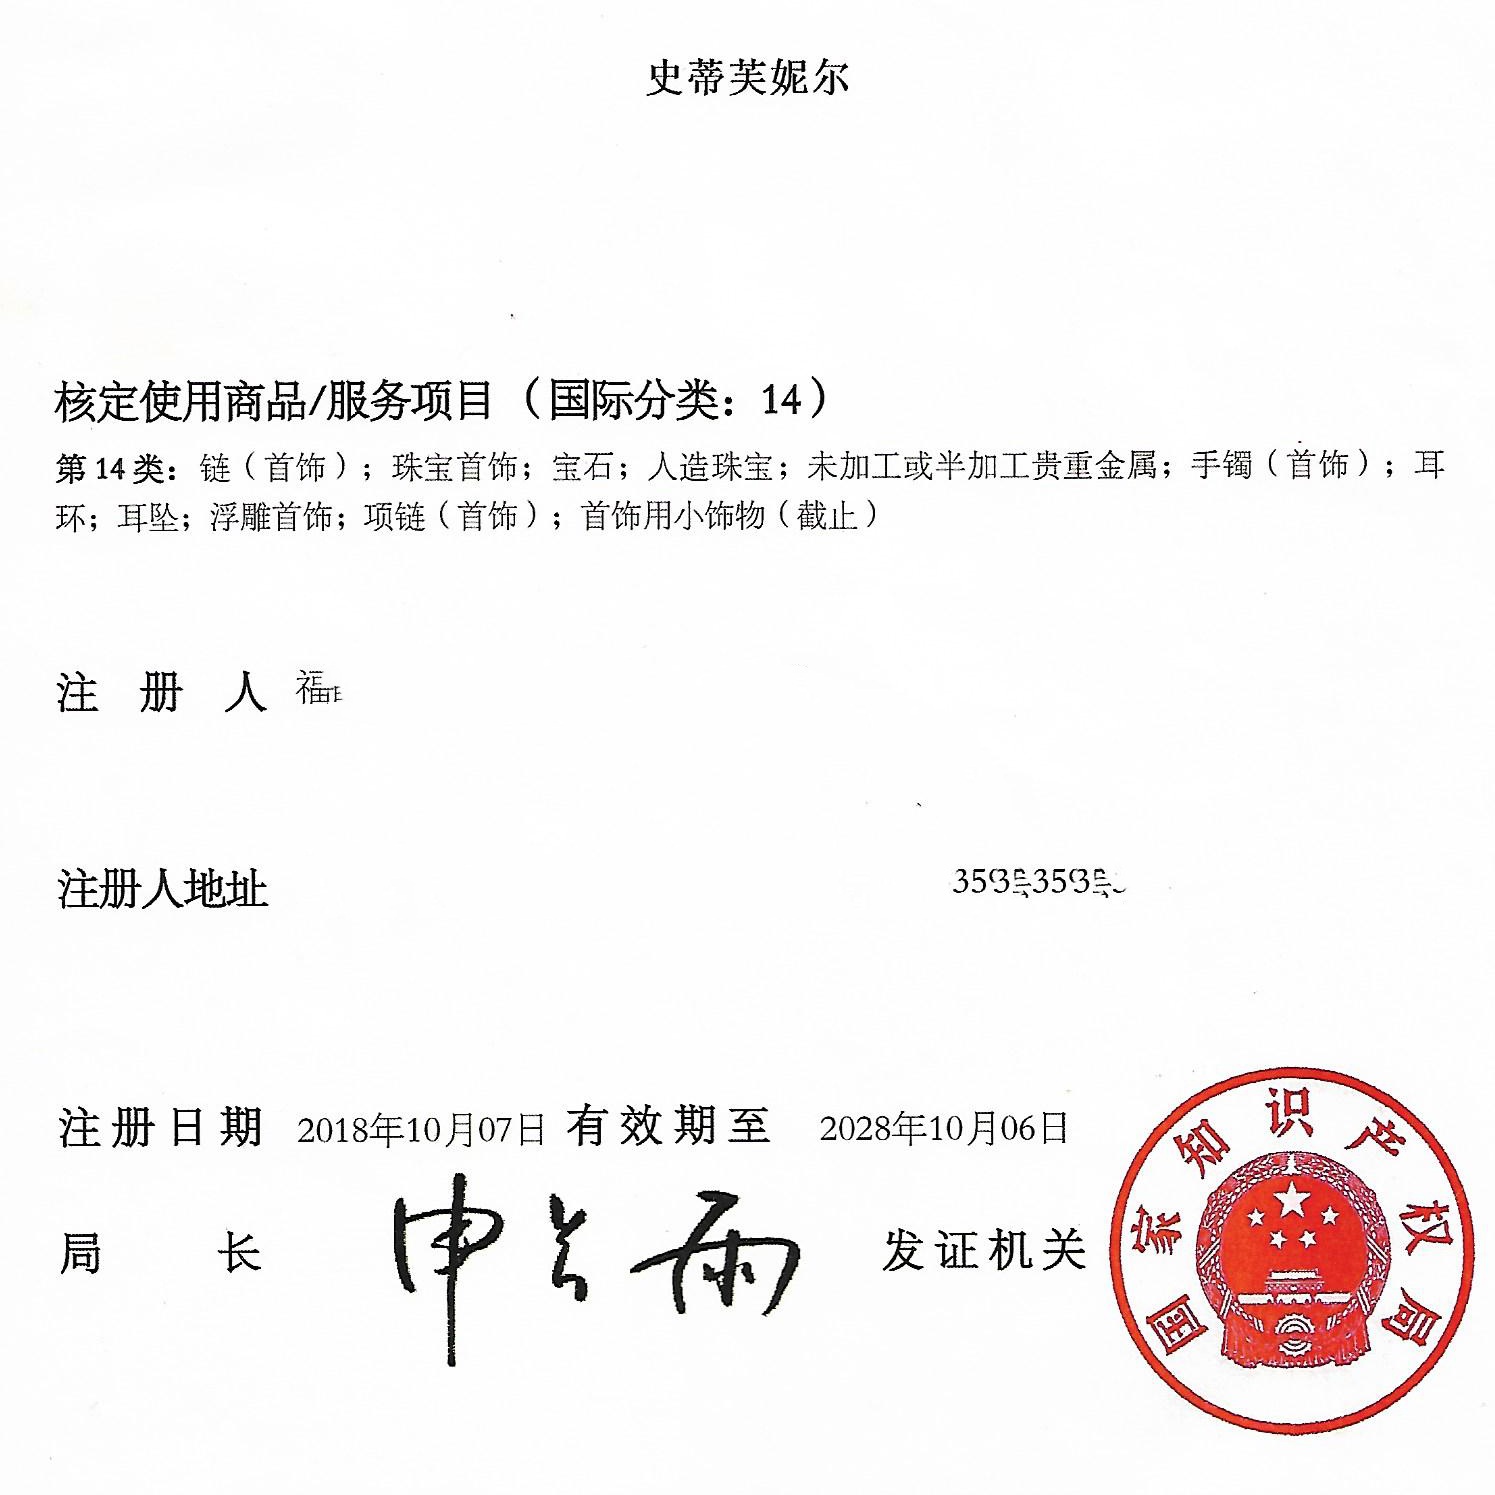 史蒂芙妮尔
核定使用商品/服务项目（国际分类：14）
第14类：链（首饰）；珠宝首饰；宝石；人造珠宝；未加工或半加工贵重金属；手镯（首饰）；耳
环；耳坠；浮雕首饰；项链（首饰）；首饰用小饰物（截止）
注册人 福
注册人地址
注册日期 2018年10月07日 有效期至 2028年10月06日
局长 申长雨 发证机关
国家知识产权局